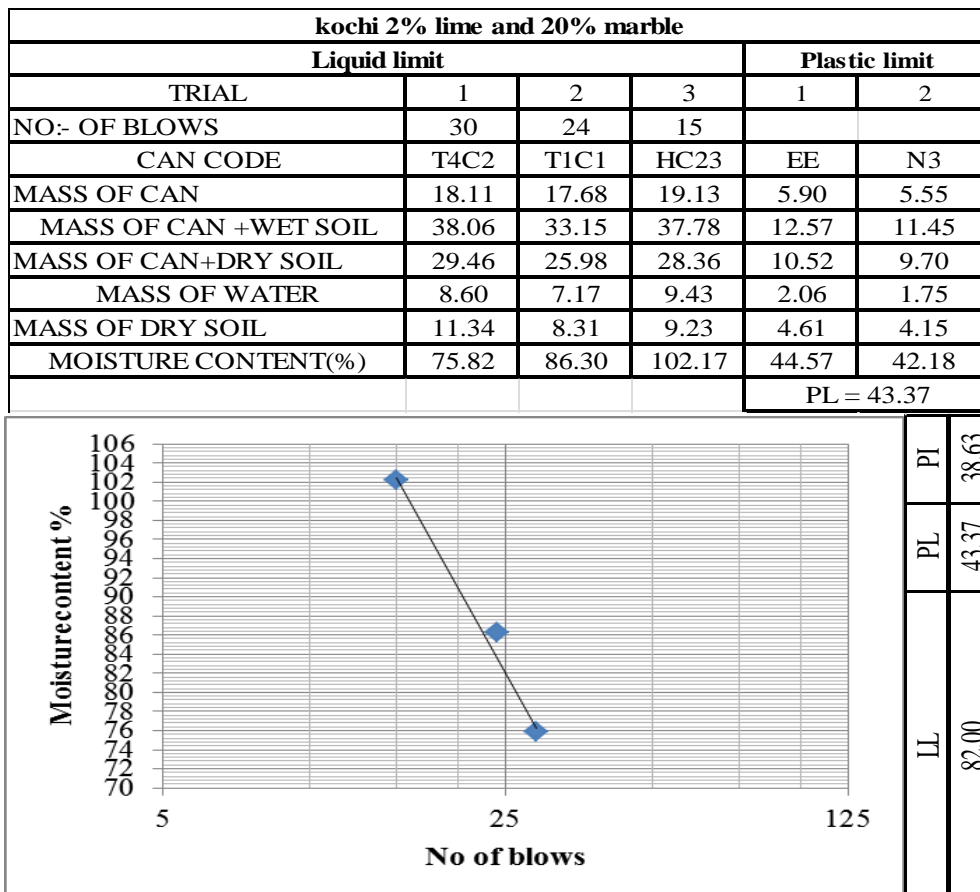 kochi 2% lime and 20% marble
Liquid limit Plastic limit
TRIAL 1 2 3 1 2
NO:- OF BLOWS 30 24 15
CAN CODE T4C2 T1C1 HC23 EE N3
MASS OF CAN 18.11 17.68 19.13 5.90 5.55
MASS OF CAN +WET SOIL 38.06 33.15 37.78 12.57 11.45
MASS OF CAN+DRY SOIL 29.46 25.98 28.36 10.52 9.70
MASS OF WATER 8.60 7.17 9.43 2.06 1.75
MASS OF DRY SOIL 11.34 8.31 9.23 4.61 4.15
MOISTURE CONTENT(%) 75.82 86.30 102.17 44.57 42.18
PL = 43.37
106
104
102
100
98
96
94
92
90
88
86
84
82
80
78
76
74
72
70
Moisturecontent %
5 25 125
No of blows
PI 38.63
PL 43.37
LL 82.00